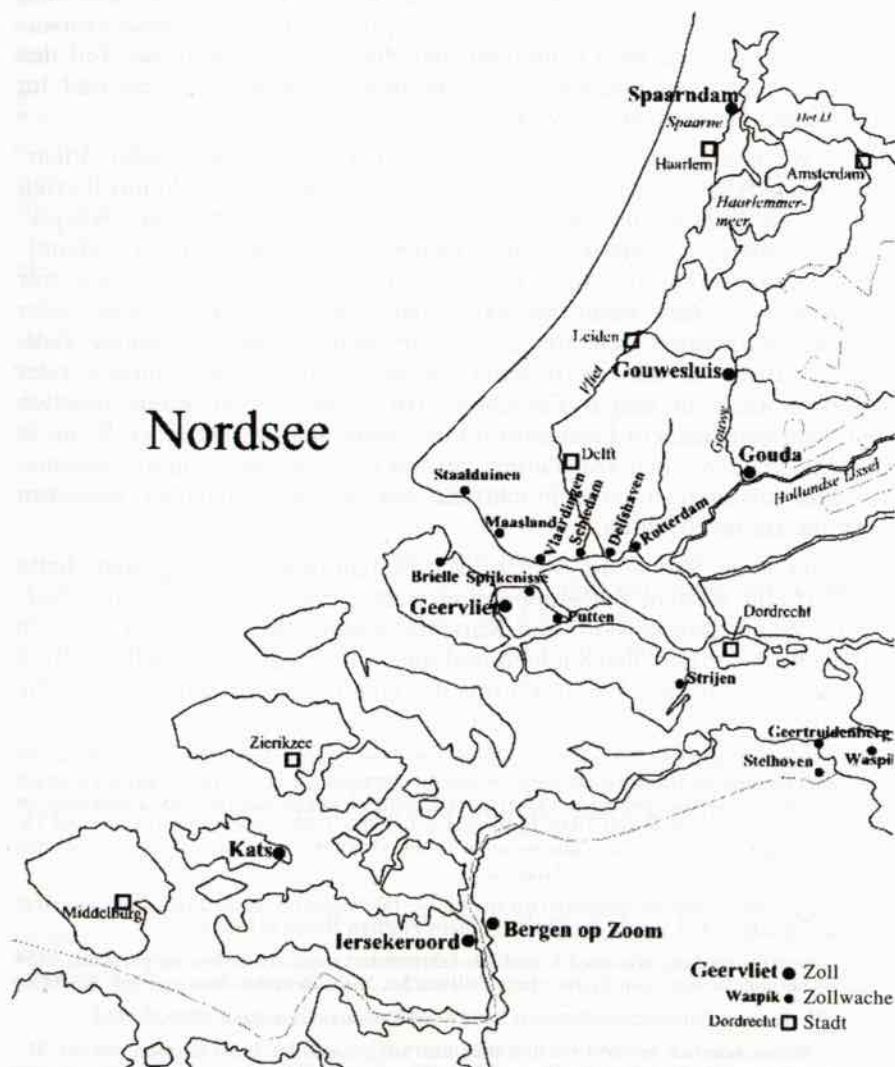 Spaarndam
Spaarne
Het IJ
Haarlem
Amsterdam
Haarlemmer-
meer
Leiden
Vliet
Gouwesluis
Gouwe
Nordsee
Delft
Gouda
Hollandse IJssel
Staalduinen
Maasland
Vlaardingen
Schiedam
Delfshaven
Rotterdam
Brielle
Spijkenisse
Geervliet
Putten
Dordrecht
Strijen
Geertruidenberg
Stelhoven
Waspik
Zierikzee
Kats
Middelburg
Bergen op Zoom
Iersekeroord
Geervliet Zoll
Waspik Zollwache
Dordrecht Stadt